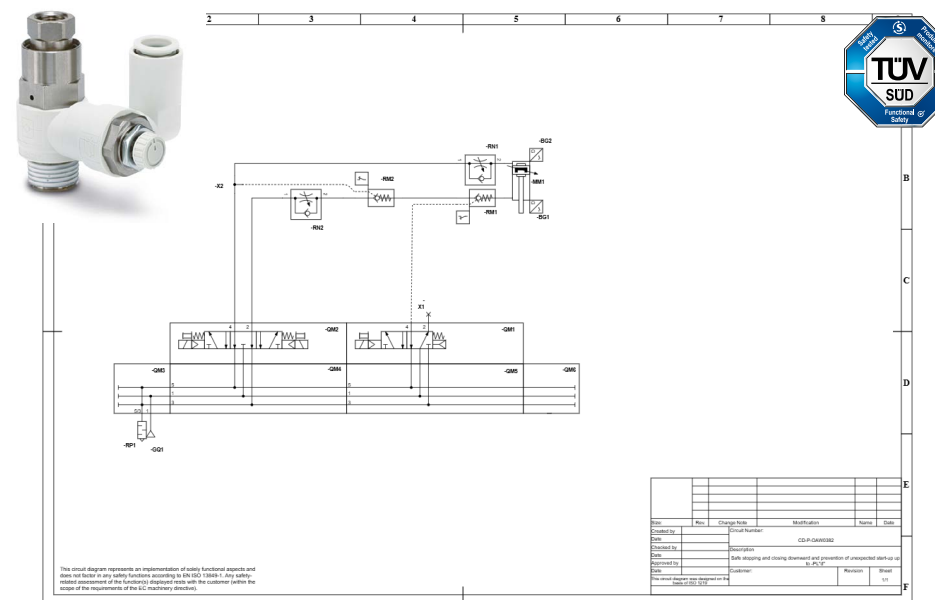 2 3 4 5 6 7 8
Safety tested
Functional Safety
TÜV
SÜD
B
C
D
E
F
-BG2
-RN1
-MM1
-RM2
-X2
-RM1
-BG1
-RN2
X1
4 2 -QM2 4 2 -QM1
-QM3 -QM4 -QM5 -QM6
5 5
1 1
3 3
5/3 1
-RP1
-GQ1
Size Rev Change Note Modification Name Date
Created by Circuit Number:
Date CD-P-DAW0392
Checked by Description
Date Safe stopping and closing downward and prevention of unexpected start-up up
Approved by to -PL"d"
Date Customer: Revision Sheet
This circuit diagram was designed on the 1/1
basis of ISO 1219
This circuit diagram represents an implementation of solely functional aspects and
does not factor in any safety functions according to EN ISO 13849-1. Any safety-
related assessment of the function(s) displayed rests with the customer (within the
scope of the requirements of the EC machinery directive).